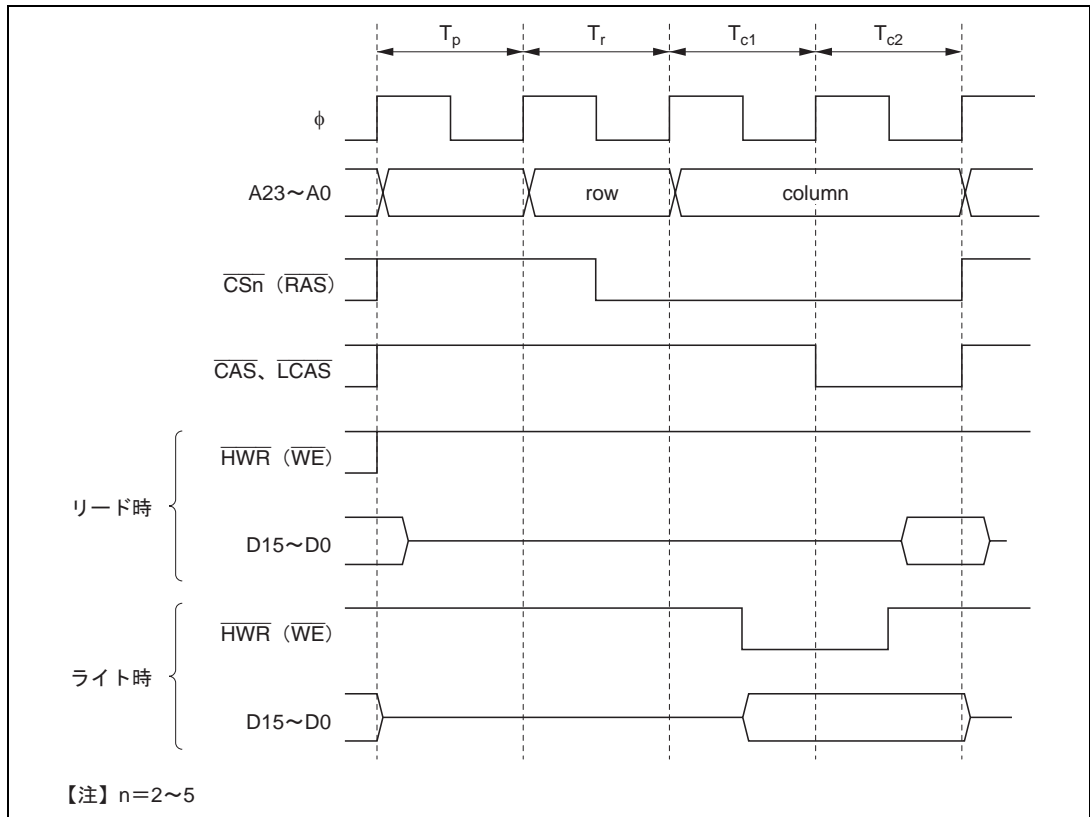 Tp Tr Tc1 Tc2
φ
A23～A0 row column
CSn（RAS）
CAS、LCAS
リード時
HWR（WE）
D15～D0
ライト時
HWR（WE）
D15～D0
【注】n＝2～5